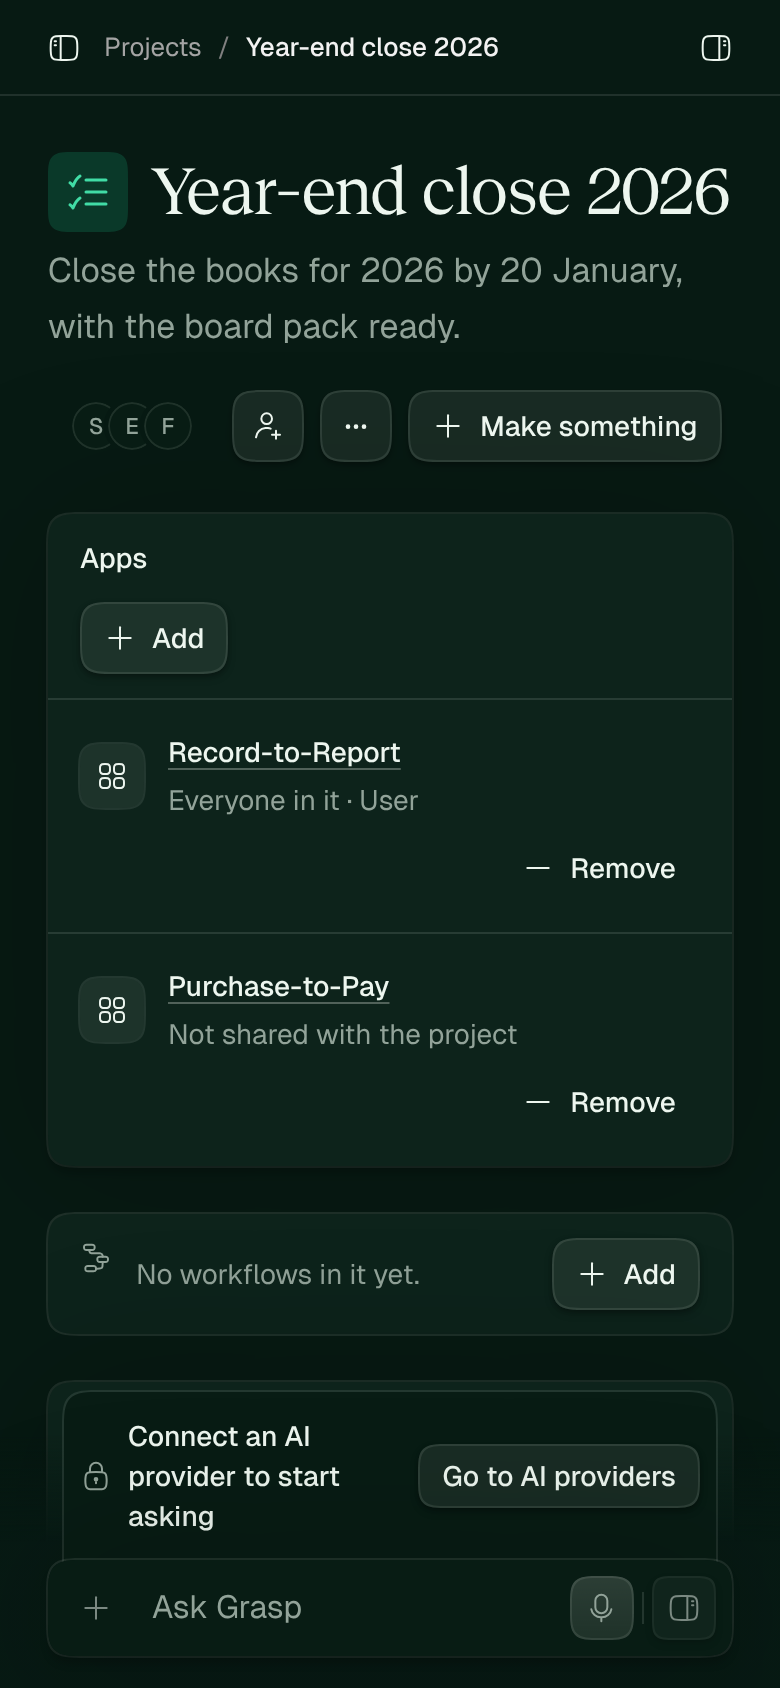 Projects / Year-end close 2026
Year-end close 2026
Close the books for 2026 by 20 January,
with the board pack ready.
S E F
Make something
Apps
Add
Record-to-Report
Everyone in it · User
Remove
Purchase-to-Pay
Not shared with the project
Remove
No workflows in it yet.
Add
Connect an AI
provider to start
asking
Go to AI providers
Ask Grasp